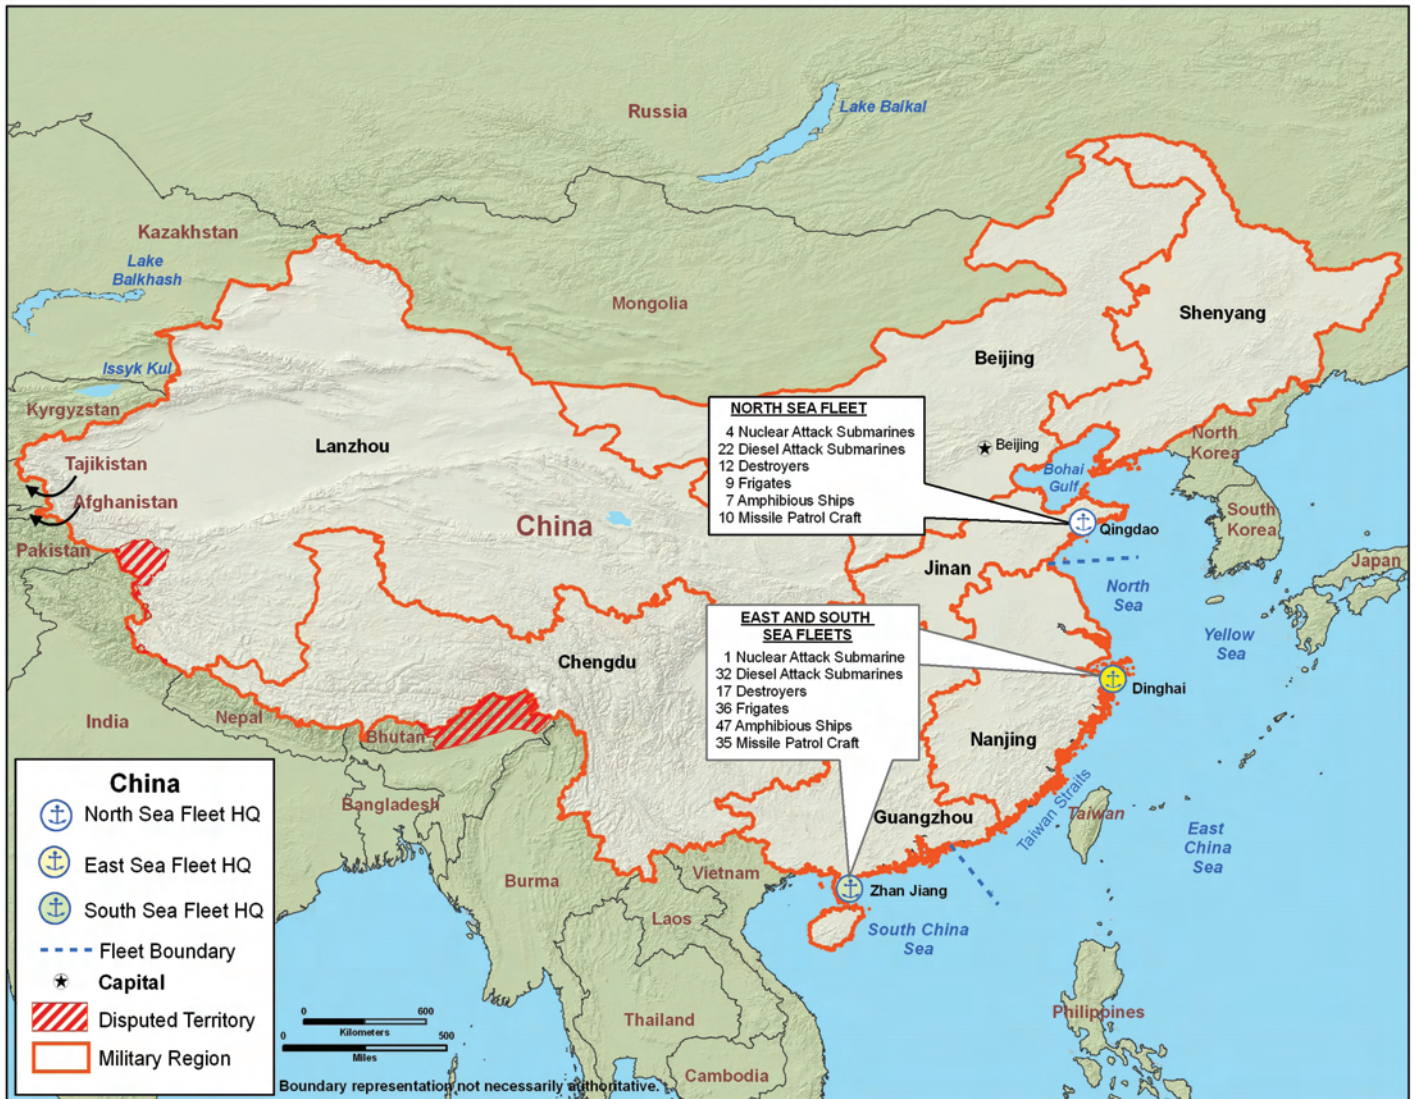 Russia
Lake Baikal
Kazakhstan
Lake
Balkhash
Mongolia
Shenyang
Beijing
Issyk Kul
Kyrgyzstan
NORTH SEA FLEET
4 Nuclear Attack Submarines
22 Diesel Attack Submarines
12 Destroyers
9 Frigates
7 Amphibious Ships
10 Missile Patrol Craft
Beijing
North
Korea
Lanzhou
Tajikistan
Bohai
Gulf
Afghanistan
China
South
Korea
Qingdao
Pakistan
Jinan
Japan
North
Sea
EAST AND SOUTH
SEA FLEETS
1 Nuclear Attack Submarine
32 Diesel Attack Submarines
17 Destroyers
36 Frigates
47 Amphibious Ships
35 Missile Patrol Craft
Yellow
Sea
Chengdu
Dinghai
India
Nepal
Bhutan
Nanjing
Bangladesh
Guangzhou
Taiwan Straits
Taiwan
East
China
Sea
Burma
Vietnam
Zhan Jiang
Laos
South China
Sea
Philippines
Thailand
Cambodia
China
North Sea Fleet HQ
East Sea Fleet HQ
South Sea Fleet HQ
Fleet Boundary
Capital
Disputed Territory
Military Region
0 600
Kilometers
0 500
Miles
Boundary representation not necessarily authoritative.